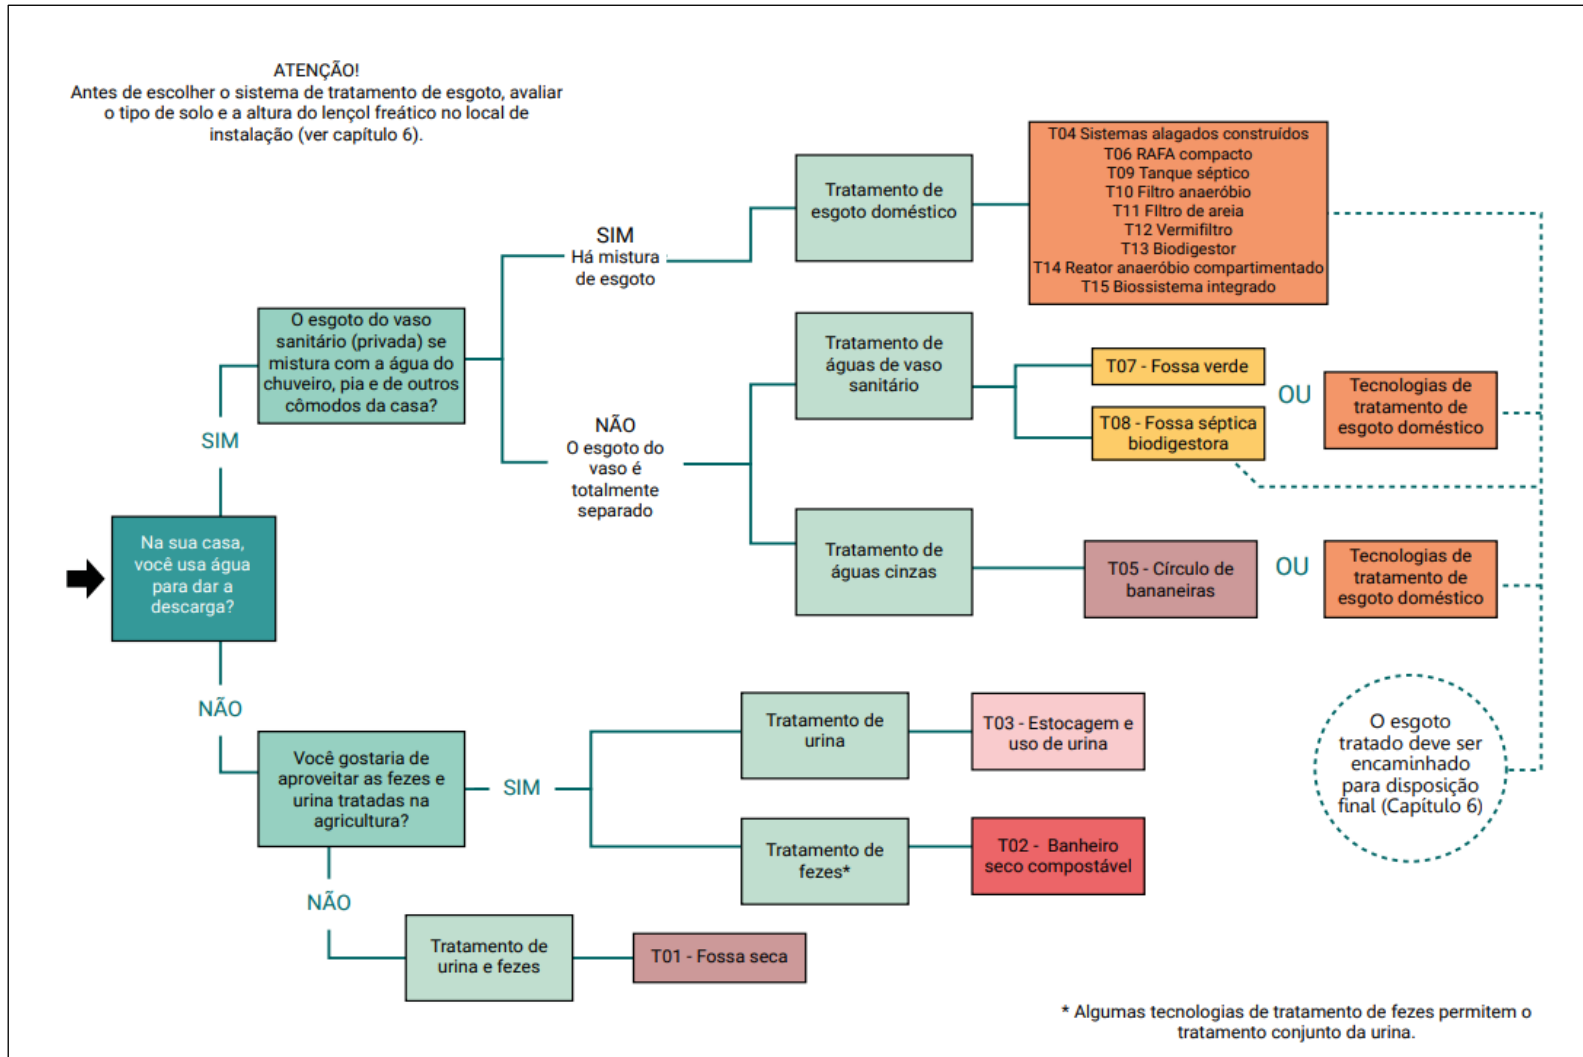 ATENÇÃO!
Antes de escolher o sistema de tratamento de esgoto, avaliar
o tipo de solo e a altura do lençol freático no local de
instalação (ver capítulo 6).
Na sua casa,
você usa água
para dar a
descarga?
SIM
O esgoto do vaso
sanitário (privada) se
mistura com a água do
chuveiro, pia e de outros
cômodos da casa?
SIM
Há mistura
de esgoto
Tratamento de
esgoto doméstico
T04 Sistemas alagados construídos
T06 RAFA compacto
T09 Tanque séptico
T10 Filtro anaeróbio
T11 FIltro de areia
T12 Vermifiltro
T13 Biodigestor
T14 Reator anaeróbio compartimentado
T15 Biossistema integrado
NÃO
O esgoto do
vaso é
totalmente
separado
Tratamento de
águas de vaso
sanitário
T07 - Fossa verde
T08 - Fossa séptica
biodigestora
OU
Tecnologias de
tratamento de
esgoto doméstico
Tratamento de
águas cinzas
T05 - Círculo de
bananeiras
OU
Tecnologias de
tratamento de
esgoto doméstico
NÃO
Você gostaria de
aproveitar as fezes e
urina tratadas na
agricultura?
SIM
Tratamento de
urina
T03 - Estocagem e
uso de urina
Tratamento de
fezes*
T02 - Banheiro
seco compostável
NÃO
Tratamento de
urina e fezes
T01 - Fossa seca
O esgoto
tratado deve ser
encaminhado
para disposição
final (Capítulo 6)
* Algumas tecnologias de tratamento de fezes permitem o
tratamento conjunto da urina.